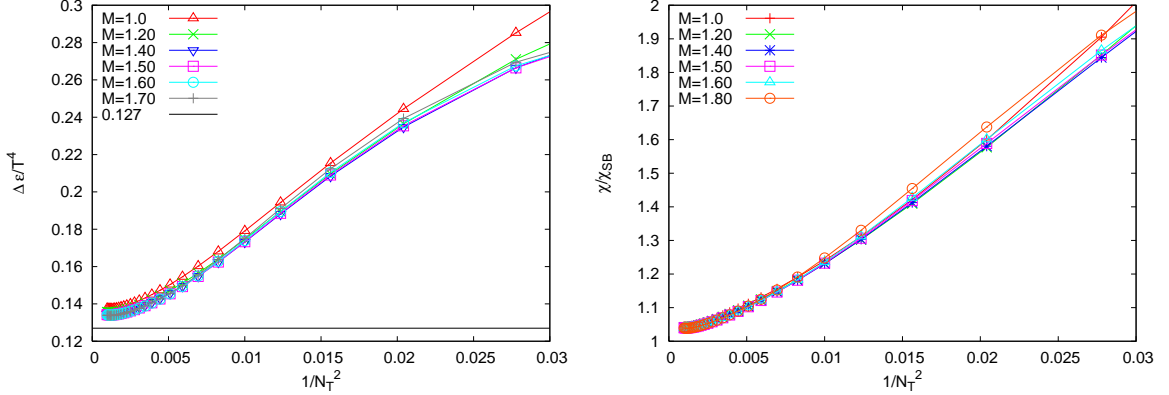 0.3
0.28
0.26
0.24
0.22
0.2
0.18
0.16
0.14
0.12
Δ ε/T⁴
M=1.0
M=1.20
M=1.40
M=1.50
M=1.60
M=1.70
0.127
0 0.005 0.01 0.015 0.02 0.025 0.03
1/N_T²
2
1.9
1.8
1.7
1.6
1.5
1.4
1.3
1.2
1.1
1
χ/χ_SB
M=1.0
M=1.20
M=1.40
M=1.50
M=1.60
M=1.80
0 0.005 0.01 0.015 0.02 0.025 0.03
1/N_T²